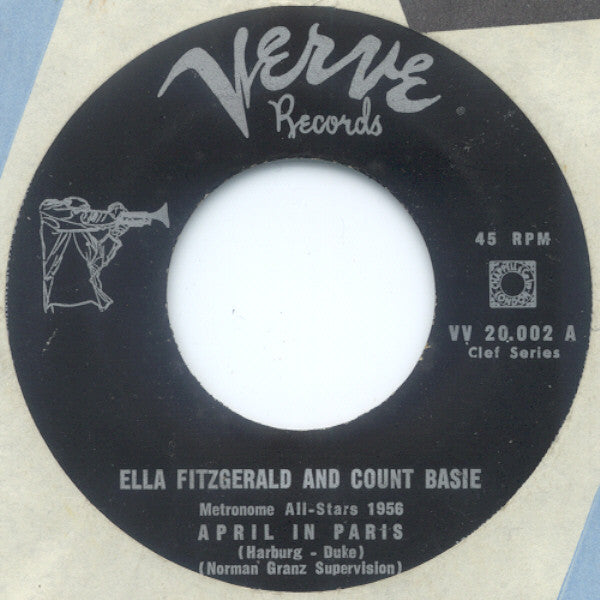 Verve
Records
45 RPM
VV 20.002 A
Clef Series
ELLA FITZGERALD AND COUNT BASIE
Metronome All-Stars 1956
APRIL IN PARIS
(Harburg - Duke)
(Norman Granz Supervision)